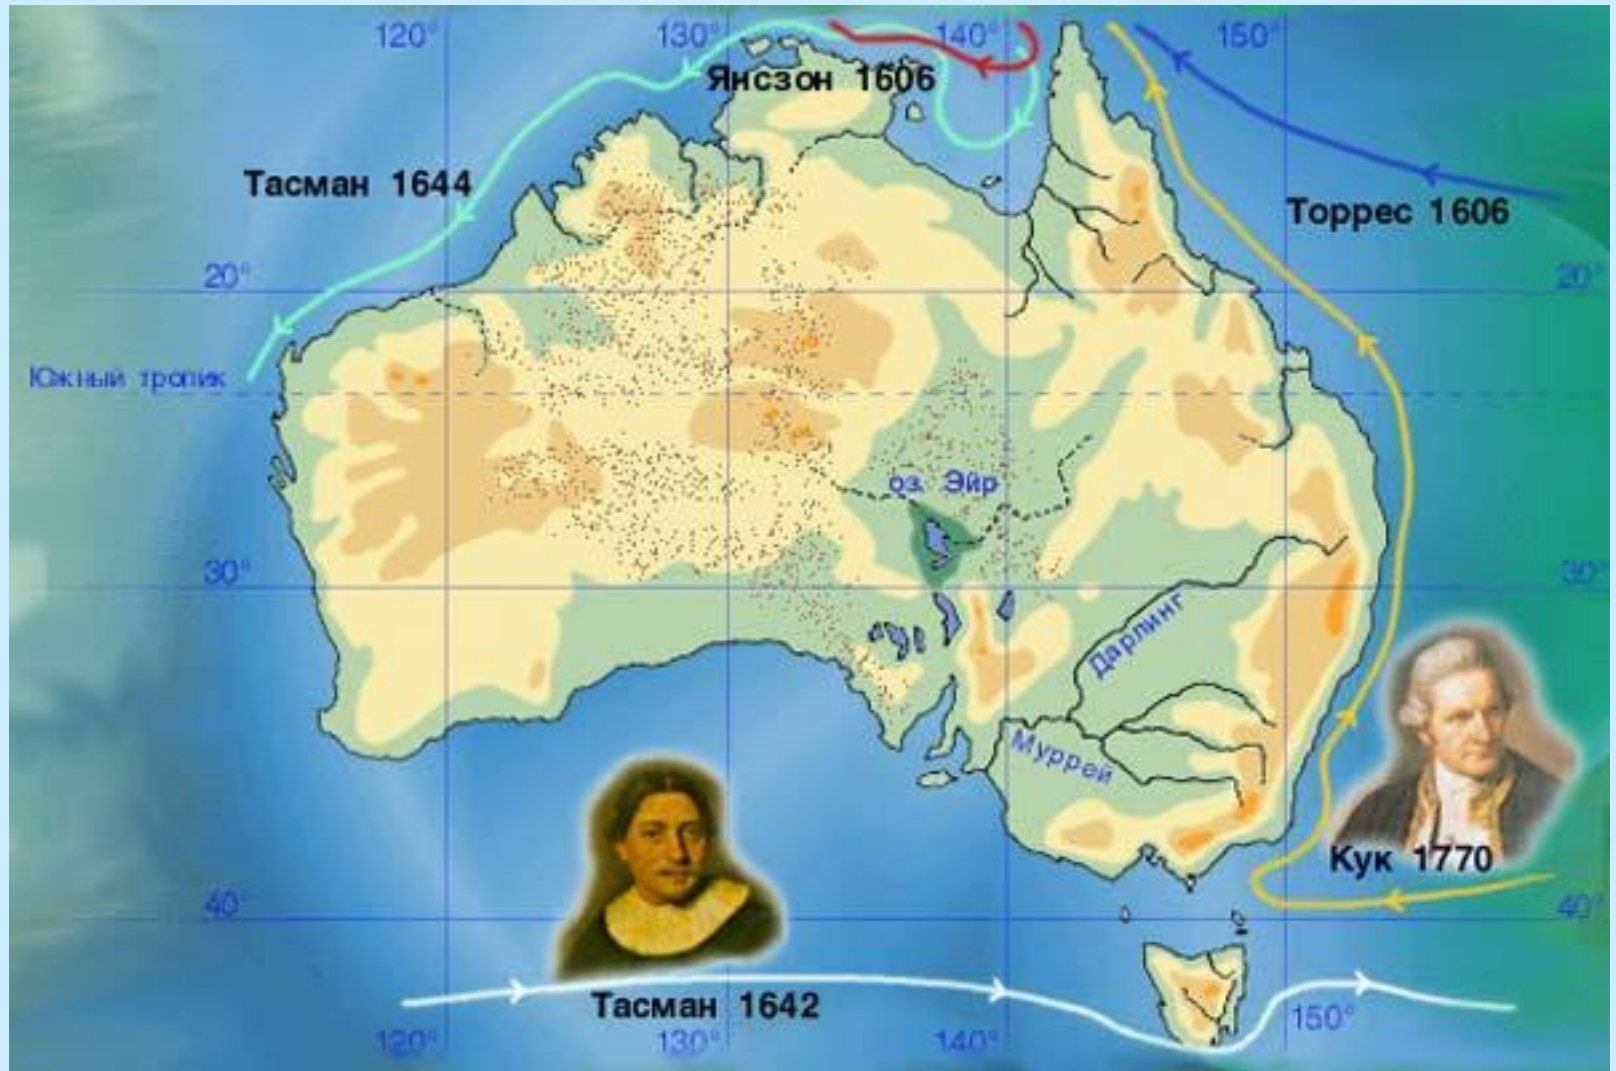 120°
130°
140°
150°
Янсзон 1606
Тасман 1644
Торрес 1606
20°
20°
Южный тропик
оз. Эйр
30°
30°
Дарлинг
Муррей
Кук 1770
40°
40°
Тасман 1642
120°
130°
140°
150°